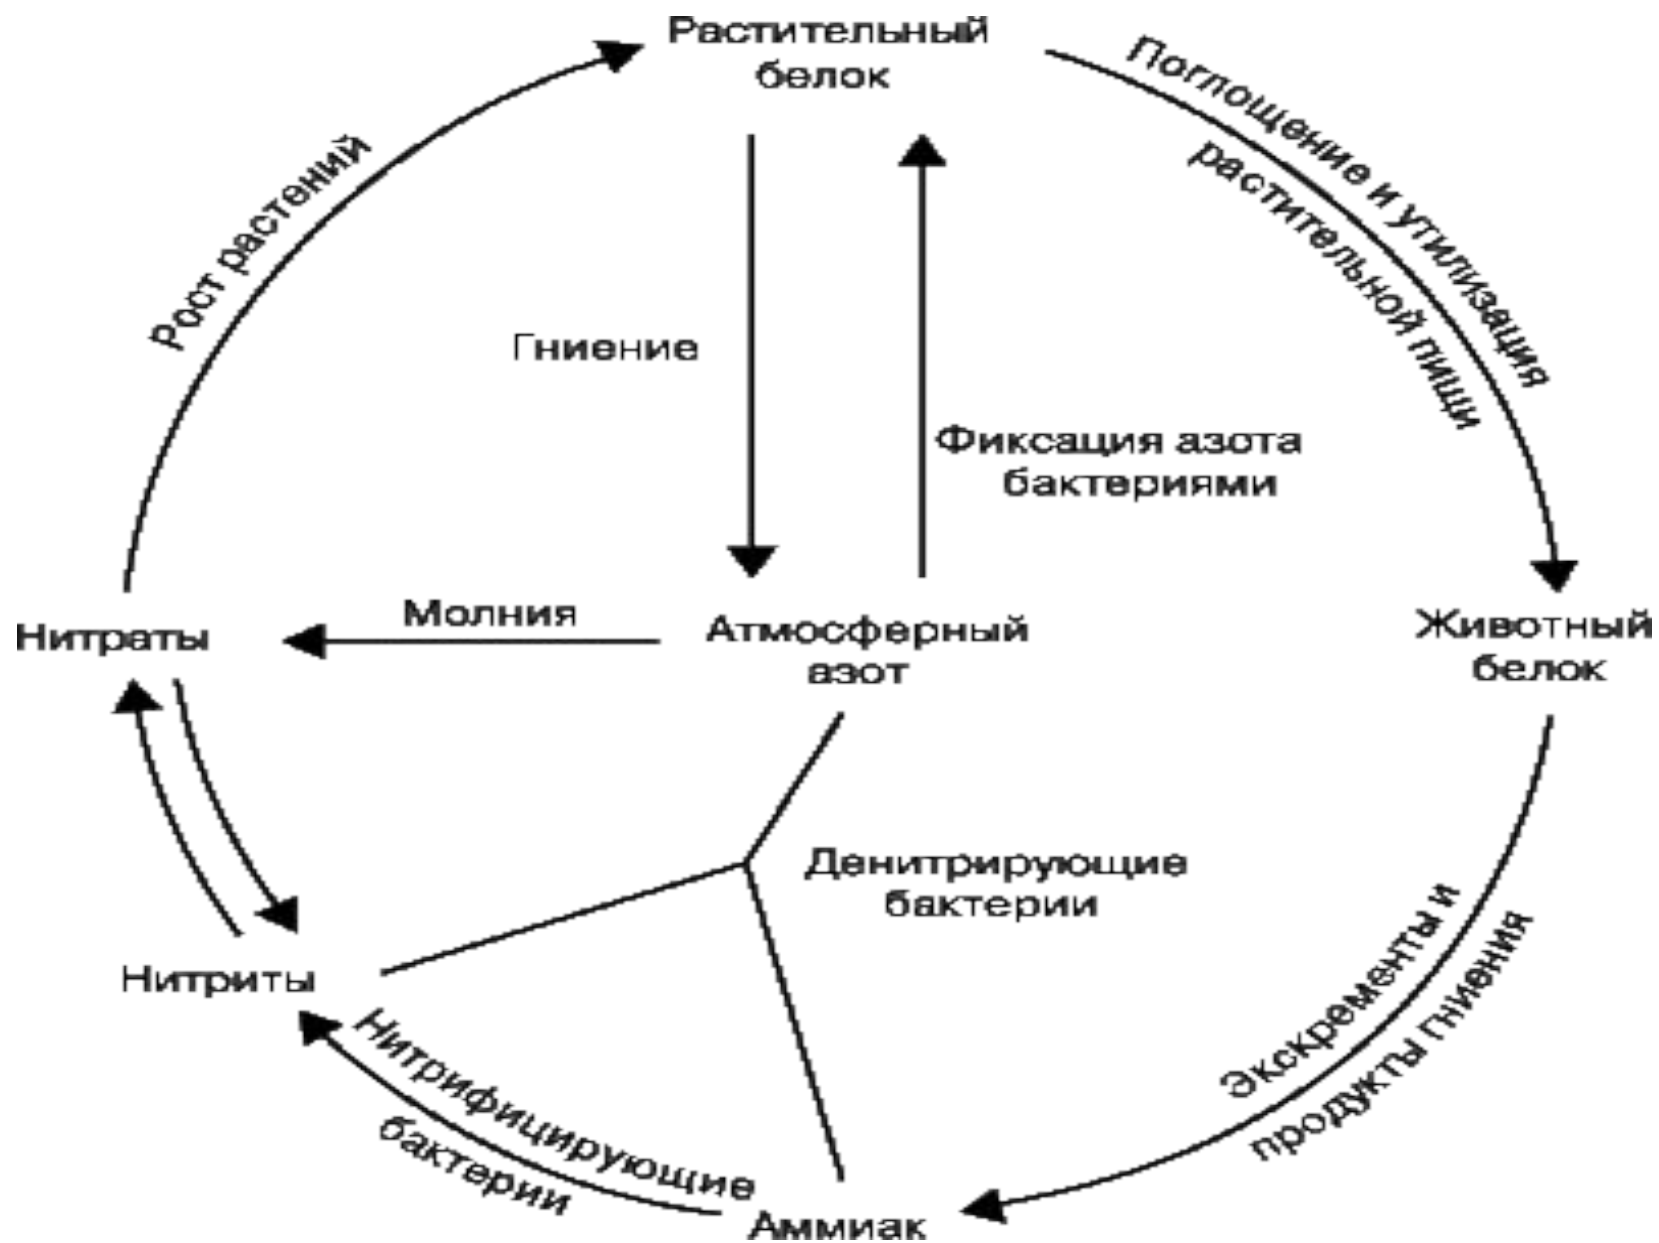 Растительный
белок
Поглощение и утилизация
растительной пищи
Рост растений
Гниение
Фиксация азота
бактериями
Нитраты
Молния
Атмосферный
азот
Животный
белок
Денитрирующие
бактерии
Нитриты
Экскременты и
продукты гниения
Нитрифицирующие
бактерии
Аммиак